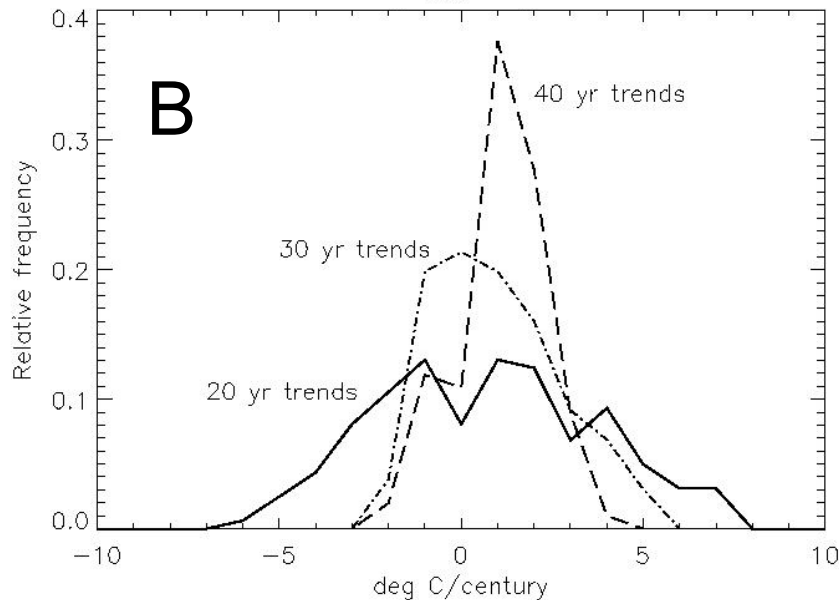 B
40 yr trends
30 yr trends
20 yr trends
Relative frequency
0.4
0.3
0.2
0.1
0.0
-10
-5
0
5
10
deg C/century